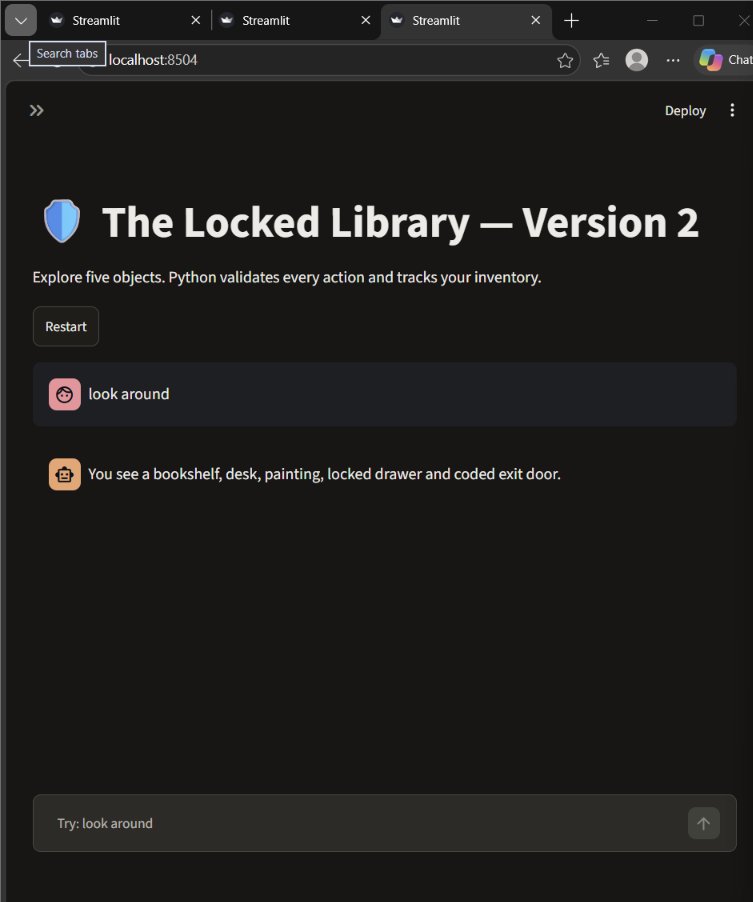 Streamlit
Streamlit
Streamlit
Search tabs
localhost:8504
Chat
Deploy
The Locked Library — Version 2
Explore five objects. Python validates every action and tracks your inventory.
Restart
look around
You see a bookshelf, desk, painting, locked drawer and coded exit door.
Try: look around